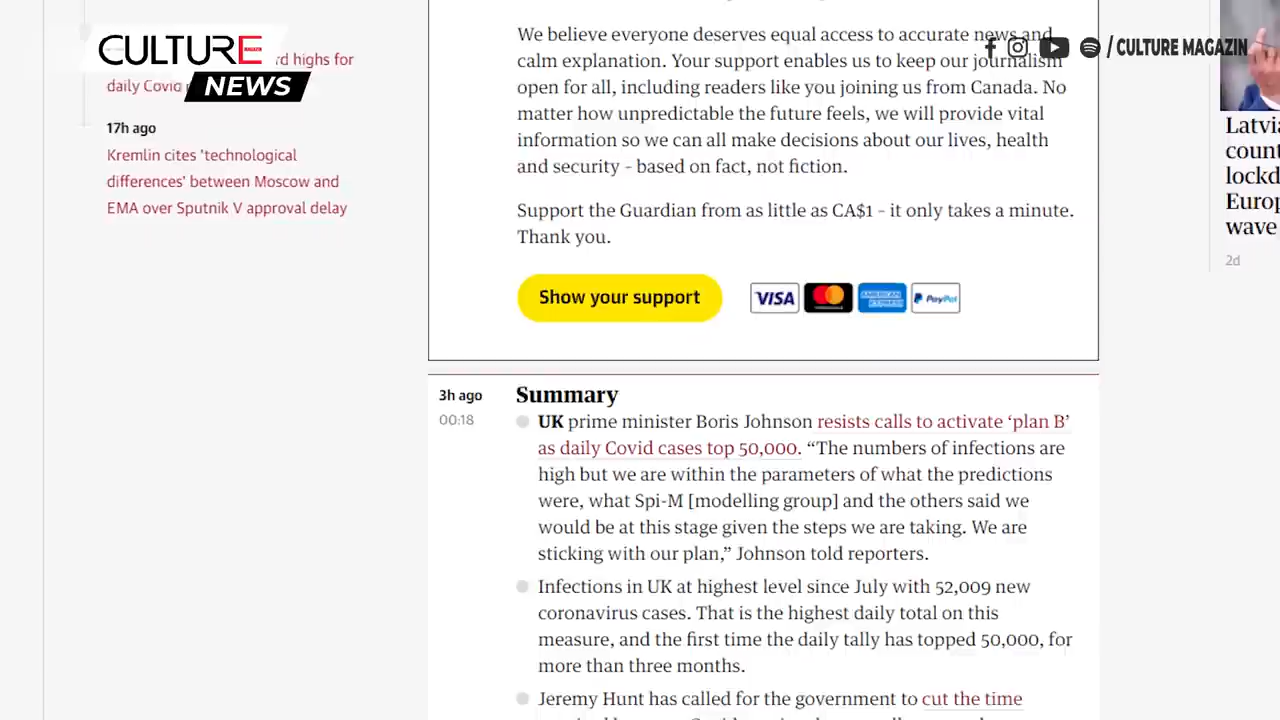 CULTURE
NEWS
/ CULTURE MAGAZIN
rd highs for
daily Covid
17h ago
Kremlin cites 'technological
differences' between Moscow and
EMA over Sputnik V approval delay
We believe everyone deserves equal access to accurate news and
calm explanation. Your support enables us to keep our journalism
open for all, including readers like you joining us from Canada. No
matter how unpredictable the future feels, we will provide vital
information so we can all make decisions about our lives, health
and security - based on fact, not fiction.
Support the Guardian from as little as CA$1 - it only takes a minute.
Thank you.
Show your support
VISA
AMERICAN EXPRESS
PayPal
3h ago
00:18
Summary
UK prime minister Boris Johnson resists calls to activate ‘plan B’
as daily Covid cases top 50,000. “The numbers of infections are
high but we are within the parameters of what the predictions
were, what Spi-M [modelling group] and the others said we
would be at this stage given the steps we are taking. We are
sticking with our plan,” Johnson told reporters.
Infections in UK at highest level since July with 52,009 new
coronavirus cases. That is the highest daily total on this
measure, and the first time the daily tally has topped 50,000, for
more than three months.
Jeremy Hunt has called for the government to cut the time
Latvia
count
lockd
Europ
wave
2d